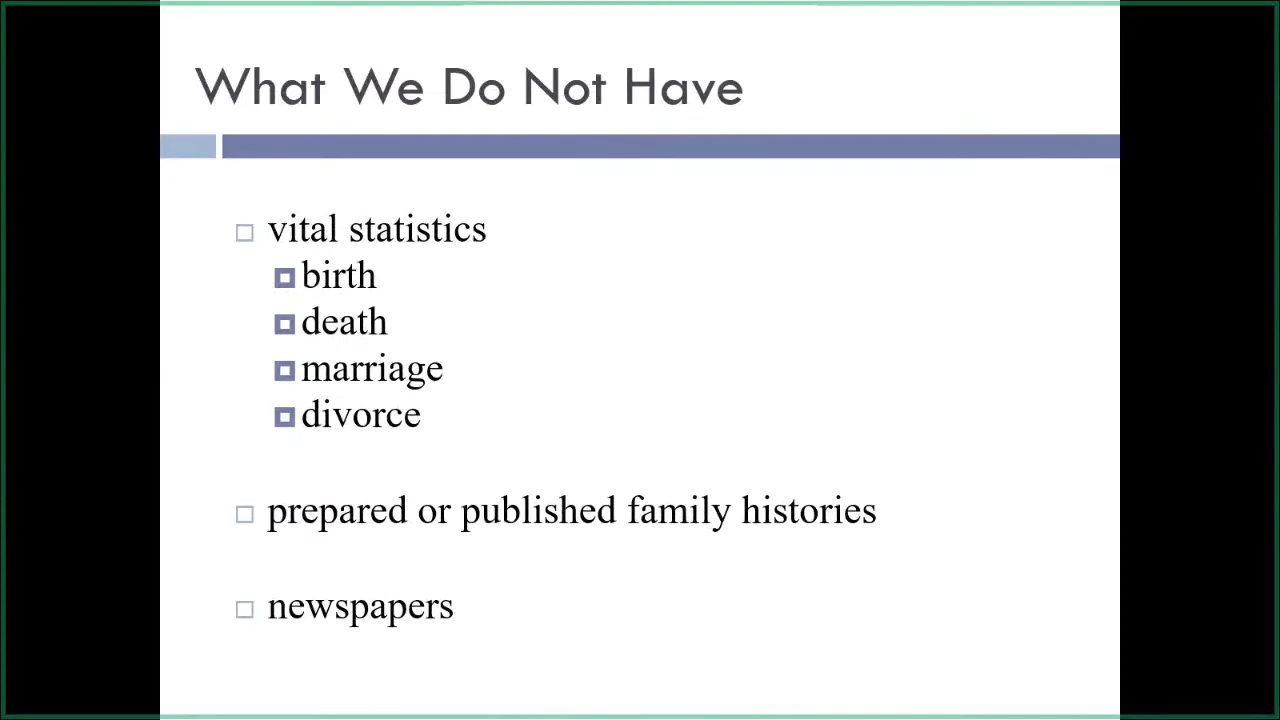 What We Do Not Have
vital statistics
birth
death
marriage
divorce
prepared or published family histories
newspapers